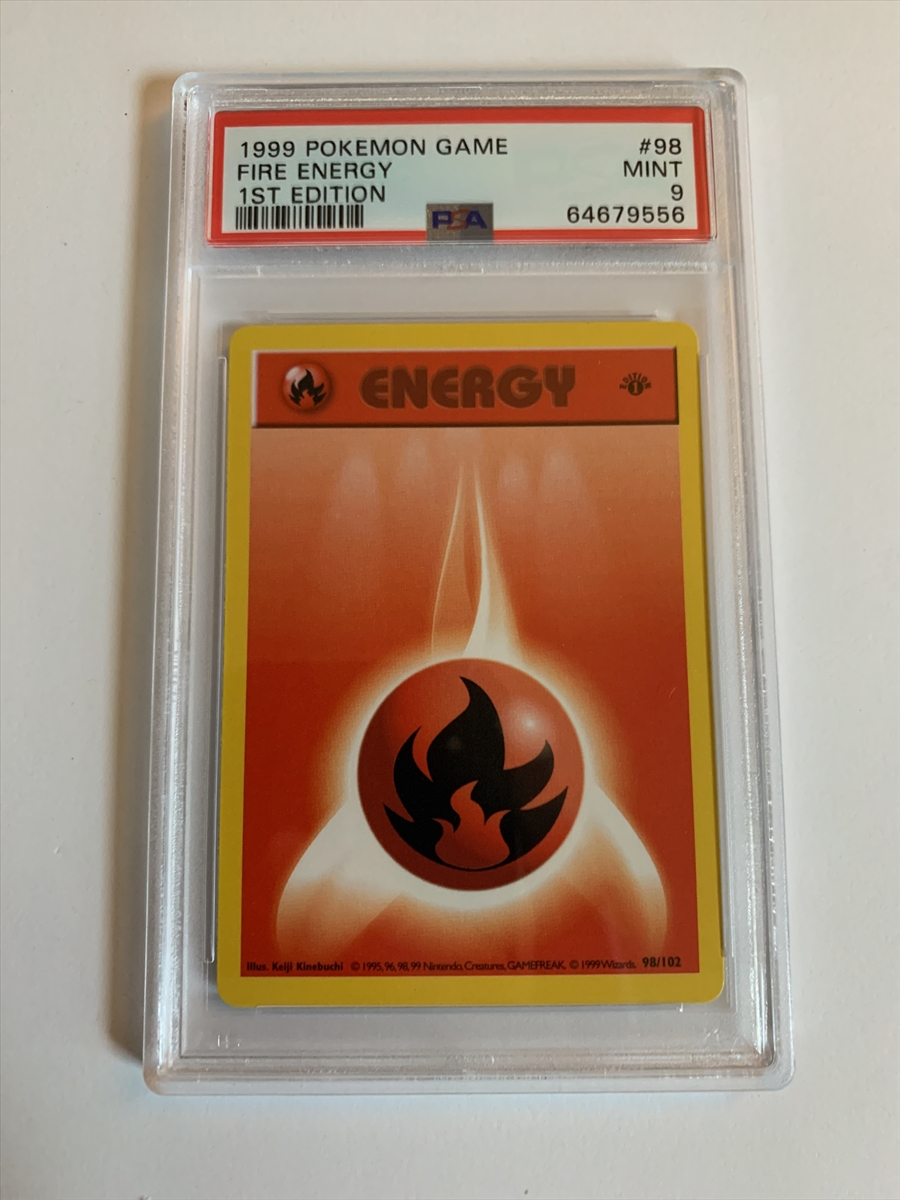 1999 POKEMON GAME #98
FIRE ENERGY MINT
1ST EDITION 9
PSA 64679556
ENERGY
EDITION 1
Illus. Keiji Kinebuchi © 1995, 96, 98, 99 Nintendo, Creatures, GAMEFREAK. © 1999 Wizards. 98/102